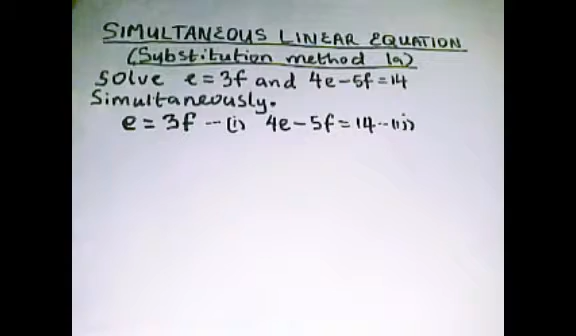 SIMULTANEOUS LINEAR EQUATION
(Substitution method 1a)
Solve e = 3f and 4e - 5f = 14
Simultaneously.
e = 3f --- (i) 4e - 5f = 14 --- (ii)